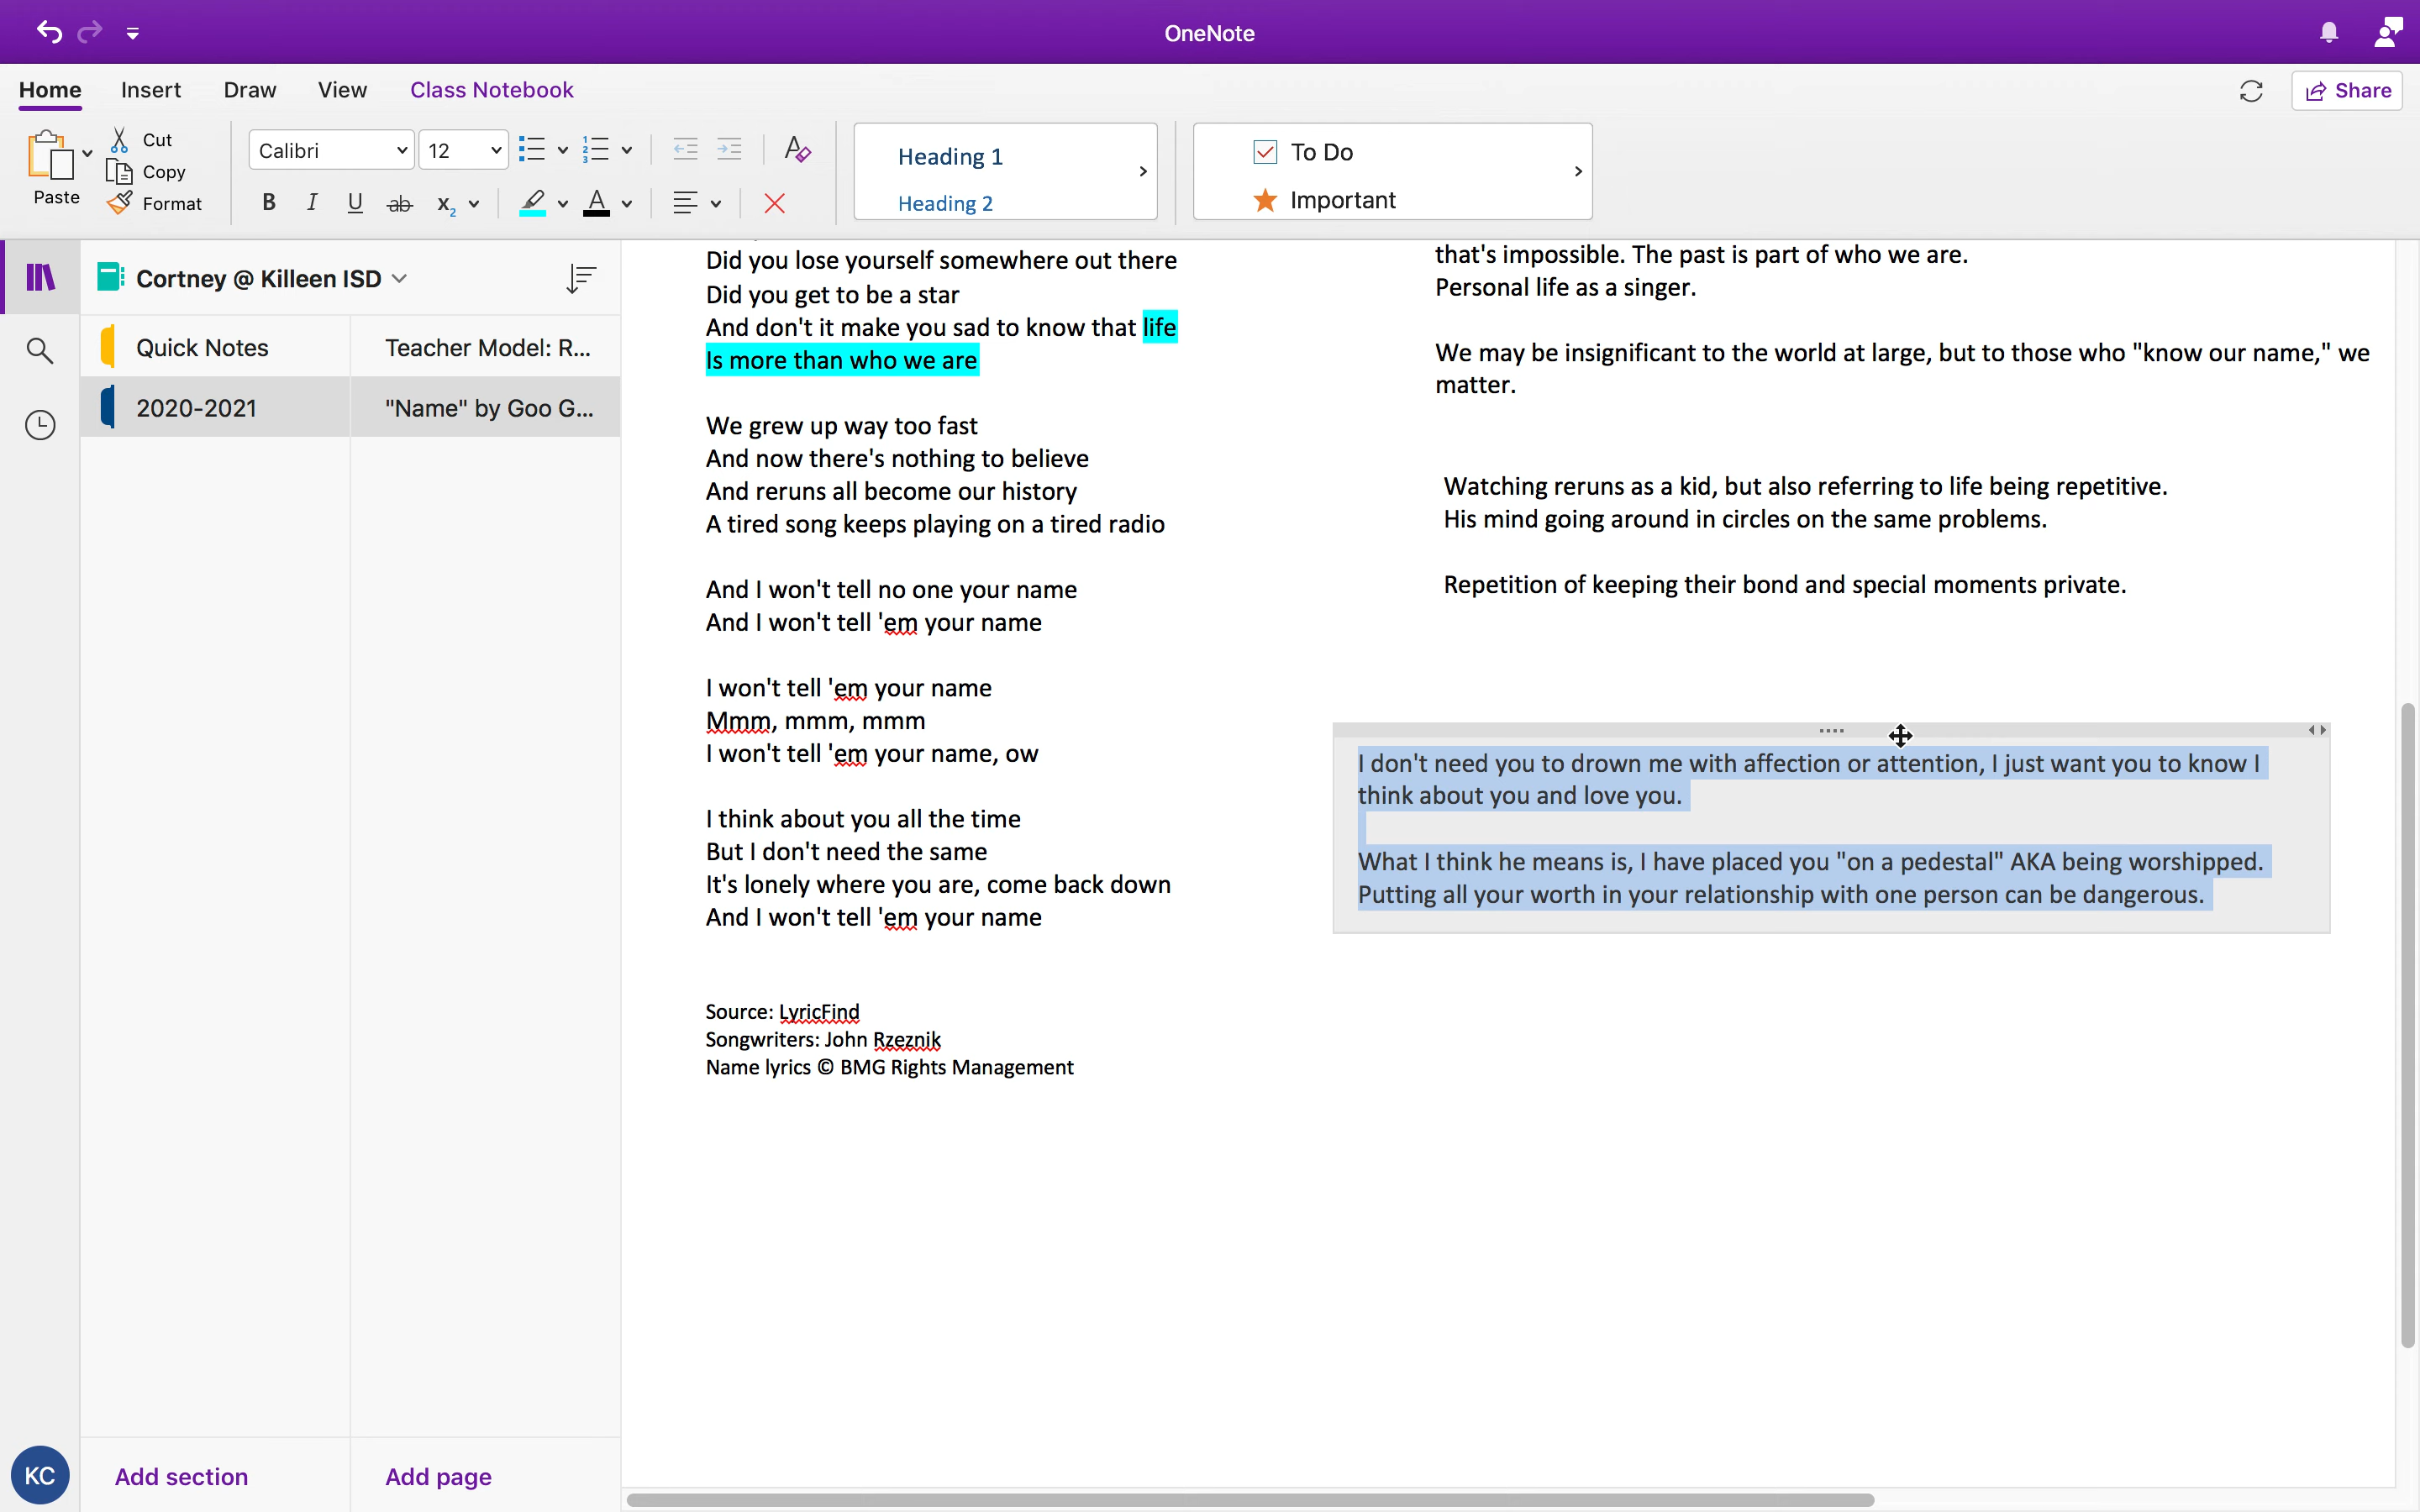 OneNote
Home Insert Draw View Class Notebook
Share
Paste
Cut
Copy
Format
Calibri 12
B I U ab x2 A
Heading 1
Heading 2
To Do
Important
Cortney @ Killeen ISD
Quick Notes
2020-2021
Teacher Model: R...
"Name" by Goo G...
Did you lose yourself somewhere out there
Did you get to be a star
And don't it make you sad to know that life
Is more than who we are
We grew up way too fast
And now there's nothing to believe
And reruns all become our history
A tired song keeps playing on a tired radio
And I won't tell no one your name
And I won't tell 'em your name
I won't tell 'em your name
Mmm, mmm, mmm
I won't tell 'em your name, ow
I think about you all the time
But I don't need the same
It's lonely where you are, come back down
And I won't tell 'em your name
Source: LyricFind
Songwriters: John Rzeznik
Name lyrics © BMG Rights Management
that's impossible. The past is part of who we are.
Personal life as a singer.
We may be insignificant to the world at large, but to those who "know our name," we
matter.
Watching reruns as a kid, but also referring to life being repetitive.
His mind going around in circles on the same problems.
Repetition of keeping their bond and special moments private.
I don't need you to drown me with affection or attention, I just want you to know I
think about you and love you.
What I think he means is, I have placed you "on a pedestal" AKA being worshipped.
Putting all your worth in your relationship with one person can be dangerous.
KC
Add section
Add page